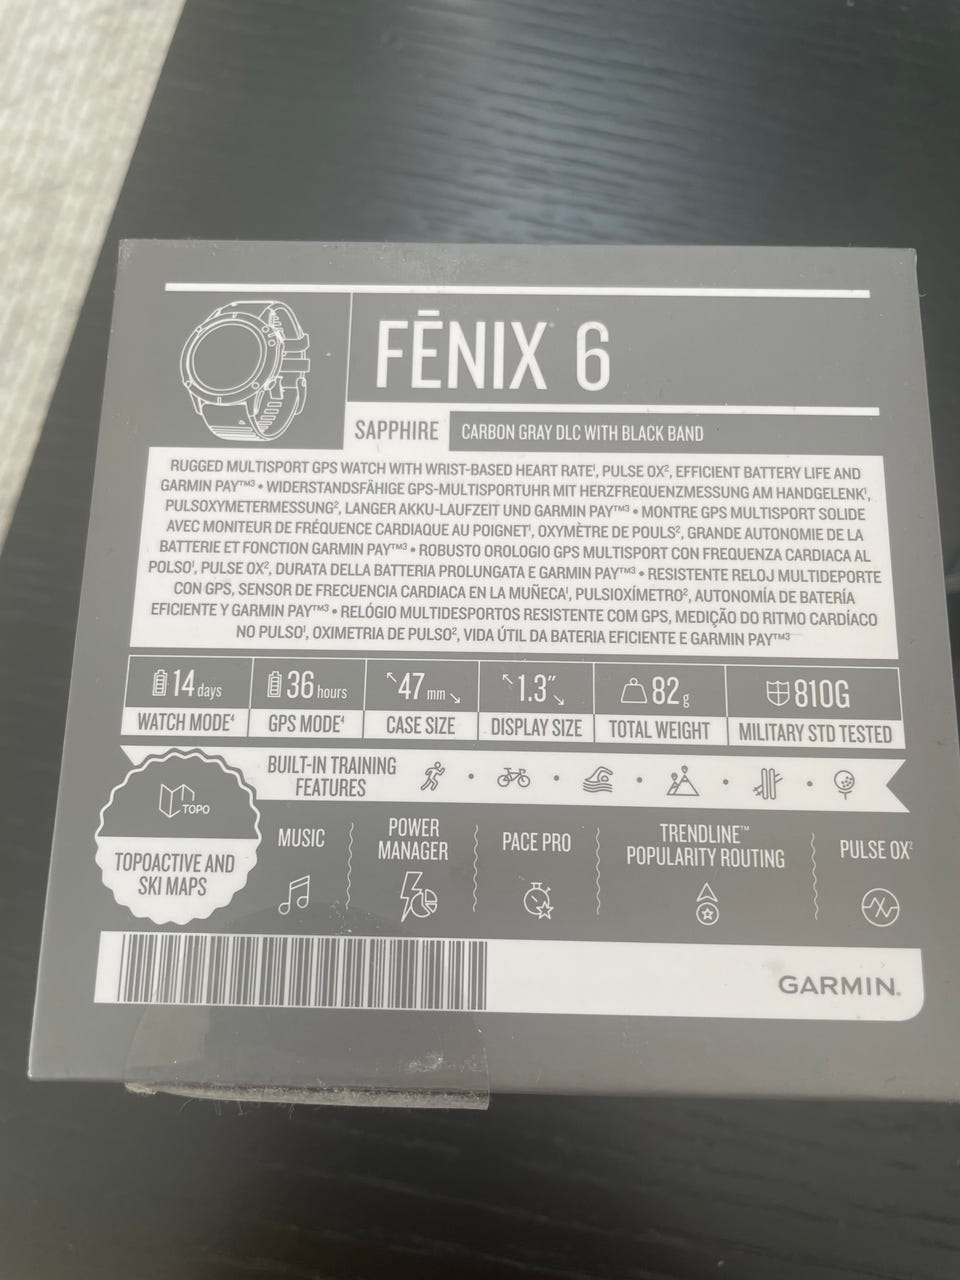 FĒNIX® 6
SAPPHIRE
CARBON GRAY DLC WITH BLACK BAND
RUGGED MULTISPORT GPS WATCH WITH WRIST-BASED HEART RATE¹, PULSE OX², EFFICIENT BATTERY LIFE AND
GARMIN PAY™³ • WIDERSTANDSFÄHIGE GPS-MULTISPORTUHR MIT HERZFREQUENZMESSUNG AM HANDGELENK¹,
PULSOXYMETERMESSUNG², LANGER AKKU-LAUFZEIT UND GARMIN PAY™³ • MONTRE GPS MULTISPORT SOLIDE
AVEC MONITEUR DE FRÉQUENCE CARDIAQUE AU POIGNET¹, OXYMÈTRE DE POULS², GRANDE AUTONOMIE DE LA
BATTERIE ET FONCTION GARMIN PAY™³ • ROBUSTO OROLOGIO GPS MULTISPORT CON FREQUENZA CARDIACA AL
POLSO¹, PULSE OX², DURATA DELLA BATTERIA PROLUNGATA E GARMIN PAY™³ • RESISTENTE RELOJ MULTIDEPORTE
CON GPS, SENSOR DE FRECUENCIA CARDIACA EN LA MUÑECA¹, PULSIOXÍMETRO², AUTONOMÍA DE BATERÍA
EFICIENTE Y GARMIN PAY™³ • RELÓGIO MULTIDESPORTOS RESISTENTE COM GPS, MEDIÇÃO DO RITMO CARDÍACO
NO PULSO¹, OXIMETRIA DE PULSO², VIDA ÚTIL DA BATERIA EFICIENTE E GARMIN PAY™³
14 days
WATCH MODE⁴
36 hours
GPS MODE⁴
47 mm
CASE SIZE
1.3″
DISPLAY SIZE
82 g
TOTAL WEIGHT
810G
MILITARY STD TESTED
BUILT-IN TRAINING
FEATURES
TOPO
TOPOACTIVE AND
SKI MAPS
MUSIC
POWER
MANAGER
PACE PRO
TRENDLINE™
POPULARITY ROUTING
PULSE OX²
GARMIN.